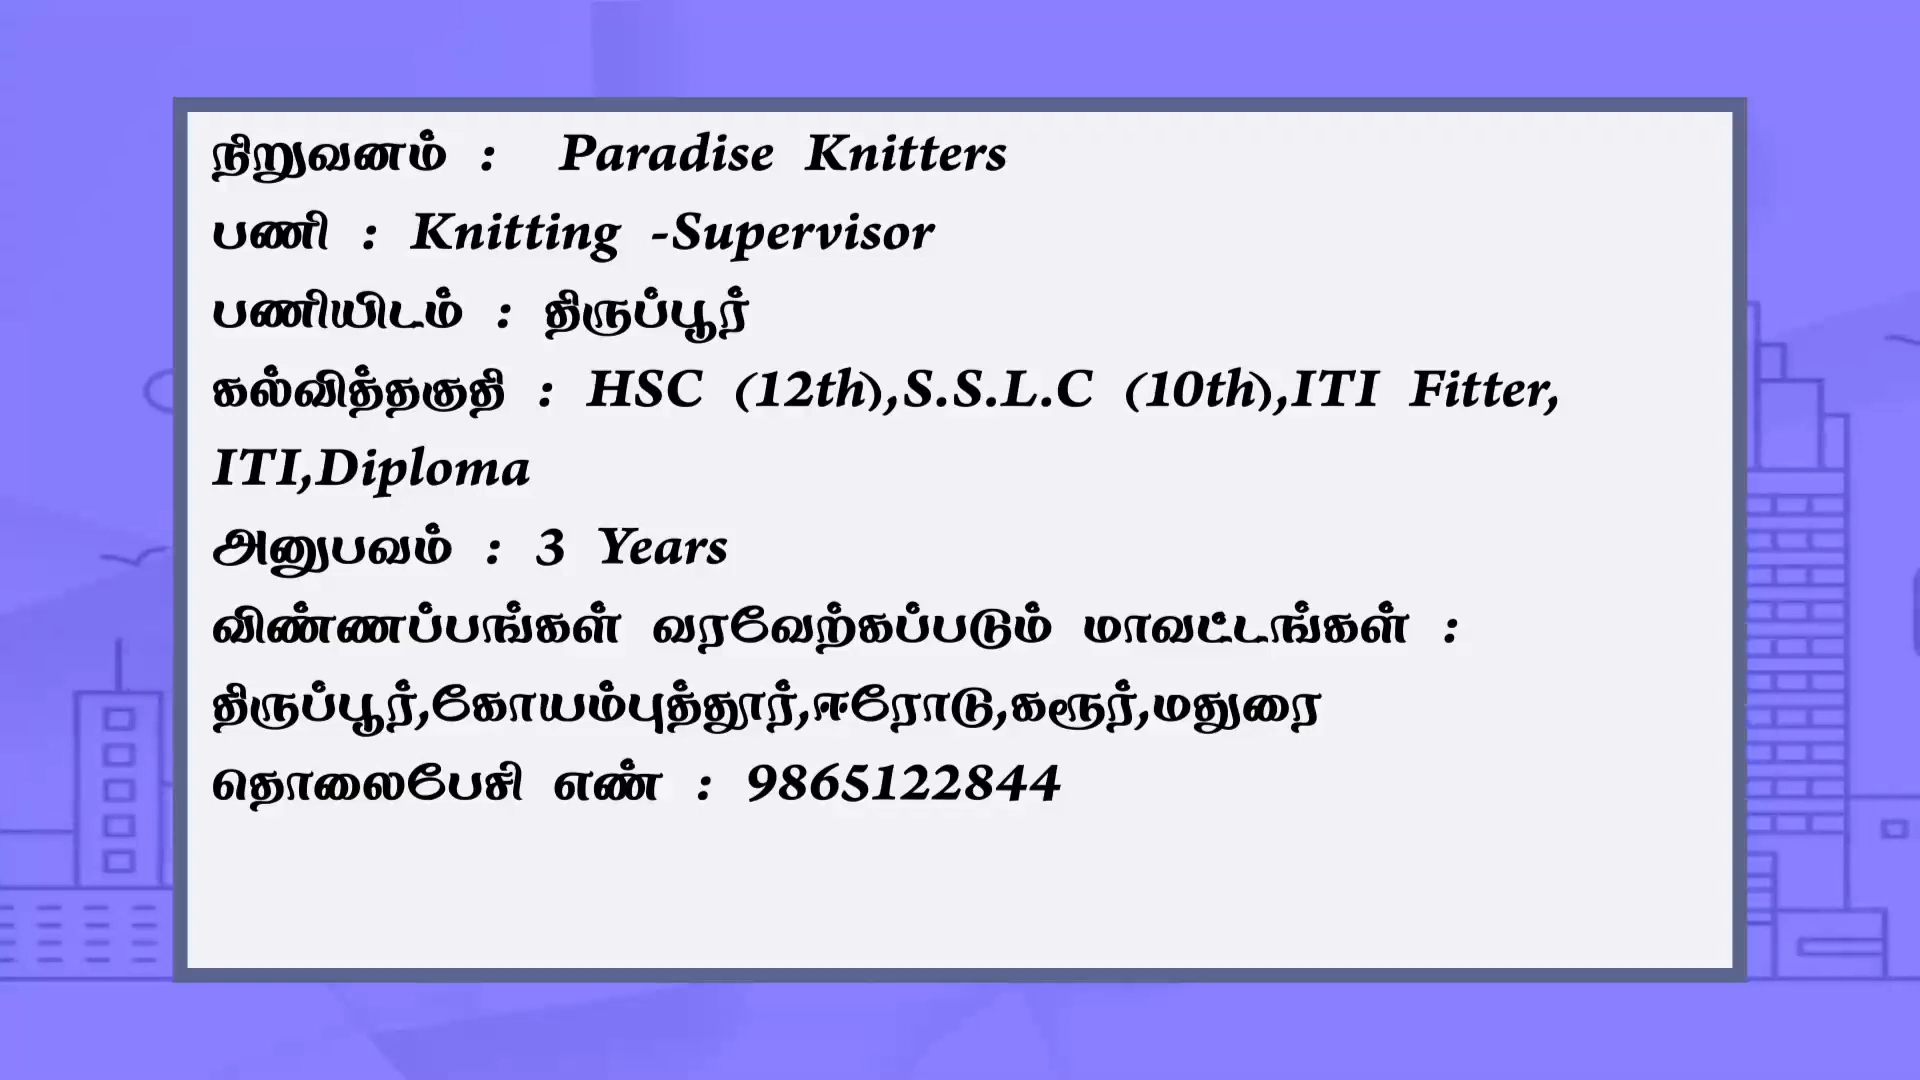 நிறுவனம் : Paradise Knitters
பணி : Knitting -Supervisor
பணியிடம் : திருப்பூர்
கல்வித்தகுதி : HSC (12th),S.S.L.C (10th),ITI Fitter,
ITI,Diploma
அனுபவம் : 3 Years
விண்ணப்பங்கள் வரவேற்கப்படும் மாவட்டங்கள் :
திருப்பூர்,கோயம்புத்தூர்,ஈரோடு,கரூர்,மதுரை
தொலைபேசி எண் : 9865122844